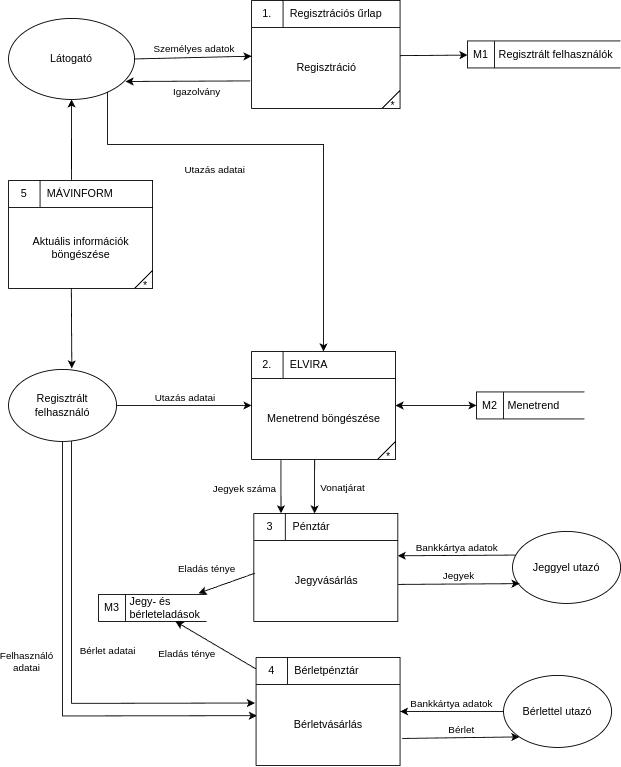 1. Regisztrációs űrlap
Látogató
Személyes adatok
Regisztráció
M1 Regisztrált felhasználók
Igazolvány
*
Utazás adatai
5 MÁVINFORM
Aktuális információk
böngészése
*
2. ELVIRA
Regisztrált
felhasználó
Utazás adatai
Menetrend böngészése
M2 Menetrend
*
Jegyek száma
Vonatjárat
3 Pénztár
Bankkártya adatok
Jeggyel utazó
Jegyvásárlás
Jegyek
Eladás ténye
M3 Jegy- és
bérleteladások
Felhasználó
adatai
Bérlet adatai
Eladás ténye
4 Bérletpénztár
Bankkártya adatok
Bérlettel utazó
Bérletvásárlás
Bérlet